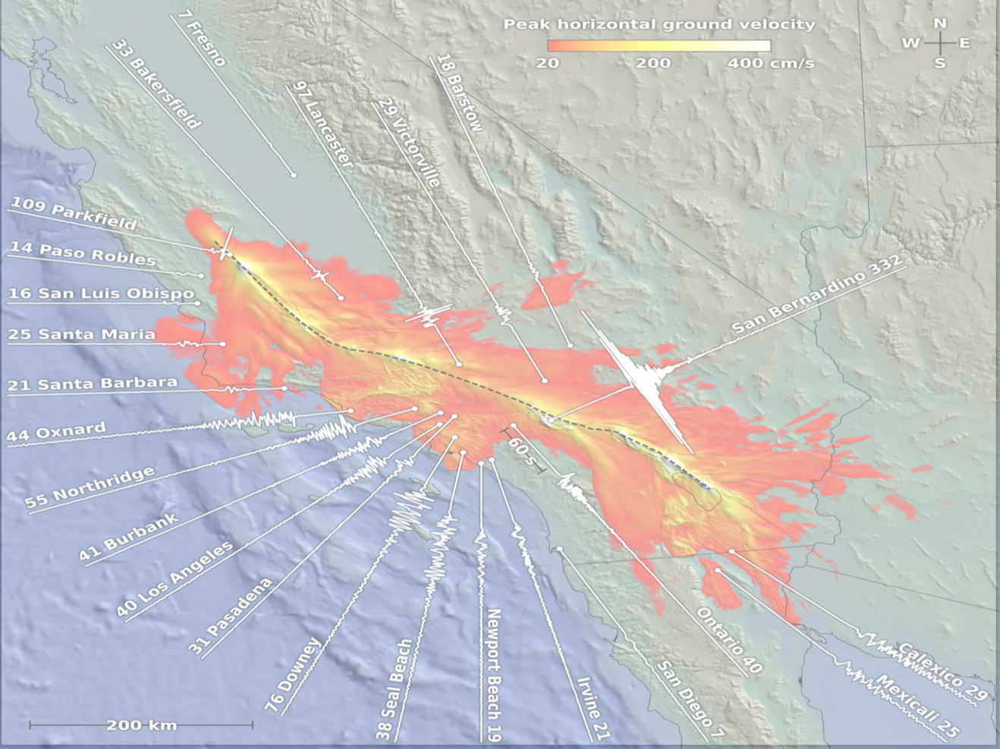 Peak horizontal ground velocity
20 200 400 cm/s
N
W E
S
7 Fresno
33 Bakersfield
97 Lancaster
29 Victorville
18 Barstow
109 Parkfield
14 Paso Robles
16 San Luis Obispo
25 Santa Maria
21 Santa Barbara
44 Oxnard
55 Northridge
41 Burbank
40 Los Angeles
31 Pasadena
76 Downey
38 Seal Beach
Newport Beach 19
Irvine 21
San Diego 7
Ontario 40
Mexicali 25
Calexico 29
San Bernardino 332
60 s
200 km